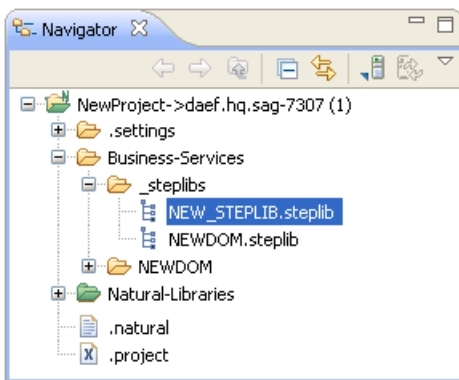 Navigator
NewProject->daef.hq.sag-7307 (1)
.settings
Business-Services
_steplibs
NEW_STEPLIB.steplib
NEWDOM.steplib
NEWDOM
Natural-Libraries
.natural
.project